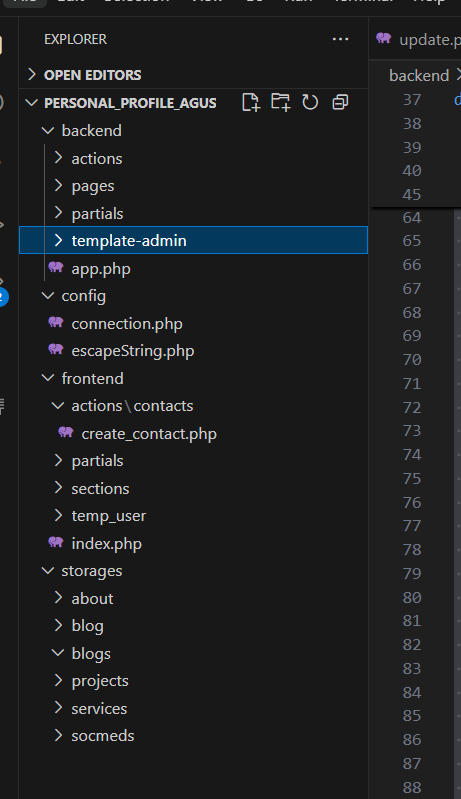 EXPLORER
OPEN EDITORS
PERSONAL_PROFILE_AGUS
backend
actions
pages
partials
template-admin
app.php
config
connection.php
escapeString.php
frontend
actions\contacts
create_contact.php
partials
sections
temp_user
index.php
storages
about
blog
blogs
projects
services
socmeds
update.p
backend
37
38
39
40
45
64
65
66
67
68
69
70
71
72
73
74
75
76
77
78
79
80
81
82
83
84
85
86
87
88